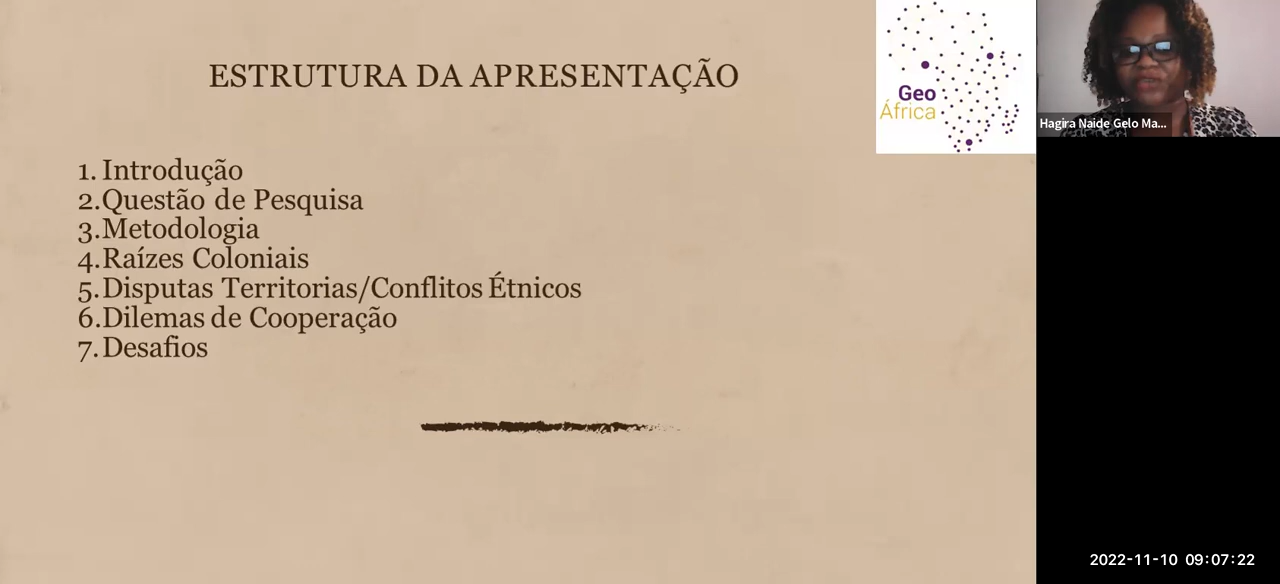 ESTRUTURA DA APRESENTAÇÃO
1. Introdução
2.Questão de Pesquisa
3.Metodologia
4.Raízes Coloniais
5.Disputas Territorias/Conflitos Étnicos
6.Dilemas de Cooperação
7.Desafios
Geo
África
Hagira Naide Gelo Ma...
2022-11-10 09:07:22